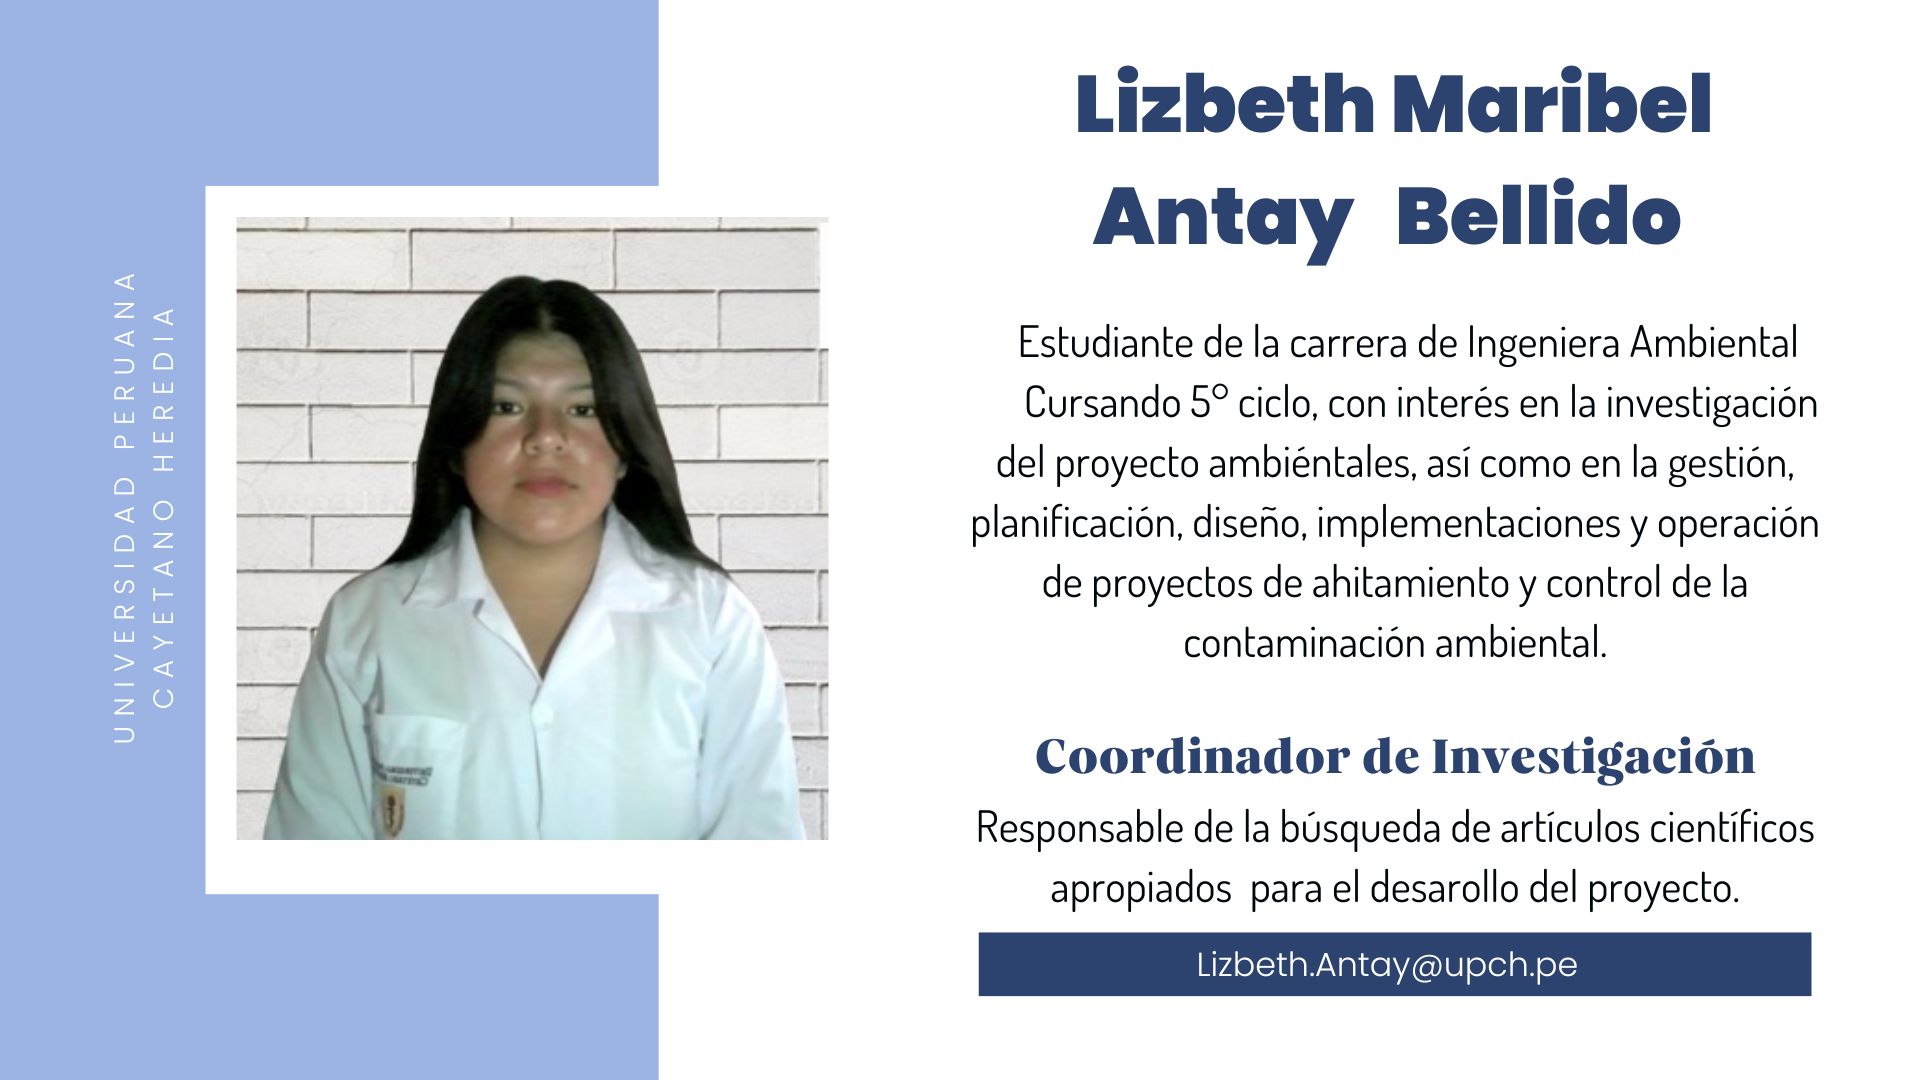 UNIVERSIDAD PERUANA
CAYETANO HEREDIA
Lizbeth Maribel
Antay Bellido
Estudiante de la carrera de Ingeniera Ambiental
Cursando 5° ciclo, con interés en la investigación
del proyecto ambiéntales, así como en la gestión,
planificación, diseño, implementaciones y operación
de proyectos de ahitamiento y control de la
contaminación ambiental.
Coordinador de Investigación
Responsable de la búsqueda de artículos científicos
apropiados para el desarollo del proyecto.
Lizbeth.Antay@upch.pe